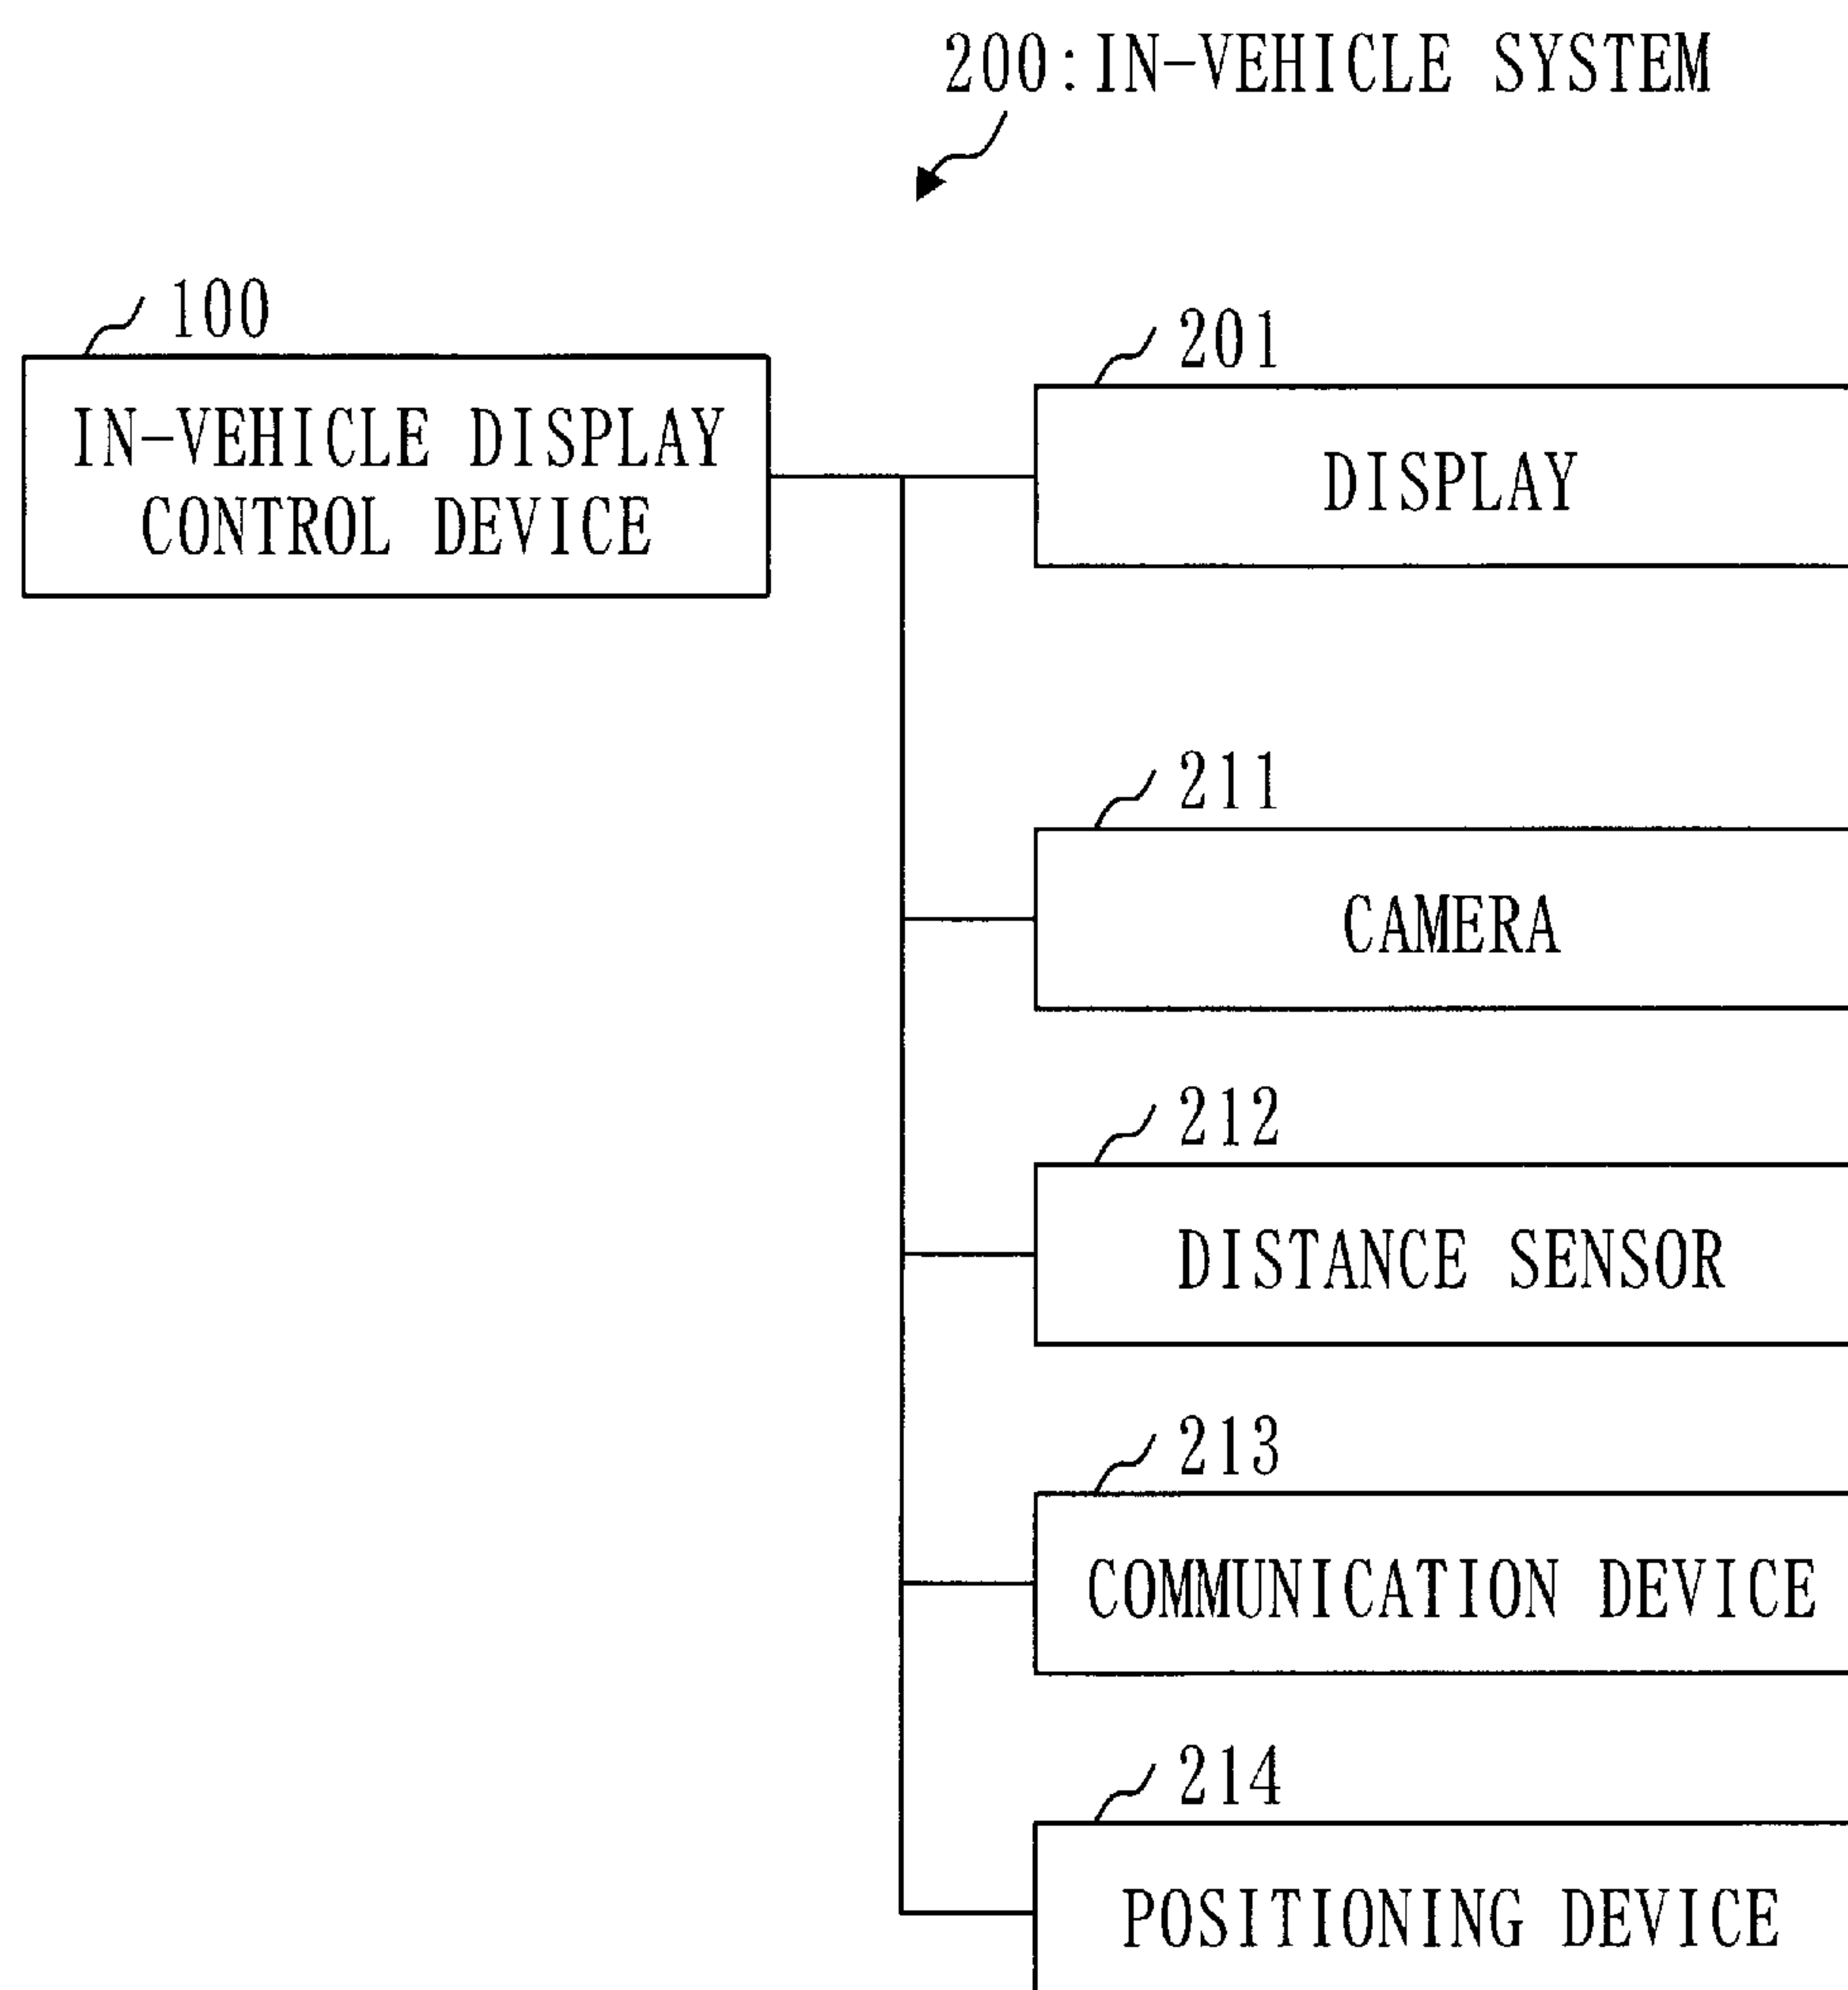 200:IN-VEHICLE SYSTEM
100
IN-VEHICLE DISPLAY
CONTROL DEVICE
201
DISPLAY
211
CAMERA
212
DISTANCE SENSOR
213
COMMUNICATION DEVICE
214
POSITIONING DEVICE